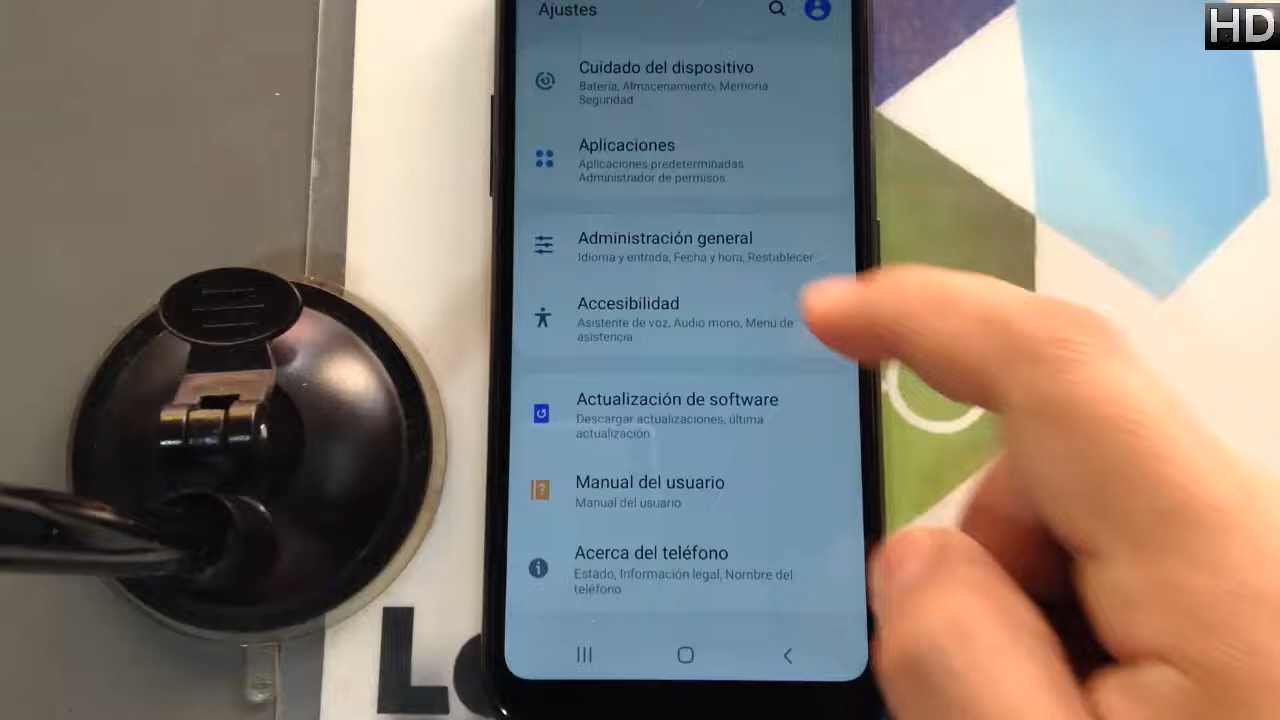 HD
Ajustes
Cuidado del dispositivo
Batería, Almacenamiento, Memoria
Seguridad
Aplicaciones
Aplicaciones predeterminadas
Administrador de permisos
Administración general
Idioma y entrada, Fecha y hora, Restablecer
Accesibilidad
Asistente de voz, Audio mono, Menú de
asistencia
Actualización de software
Descargar actualizaciones, última
actualización
Manual del usuario
Manual del usuario
Acerca del teléfono
Estado, Información legal, Nombre del
teléfono